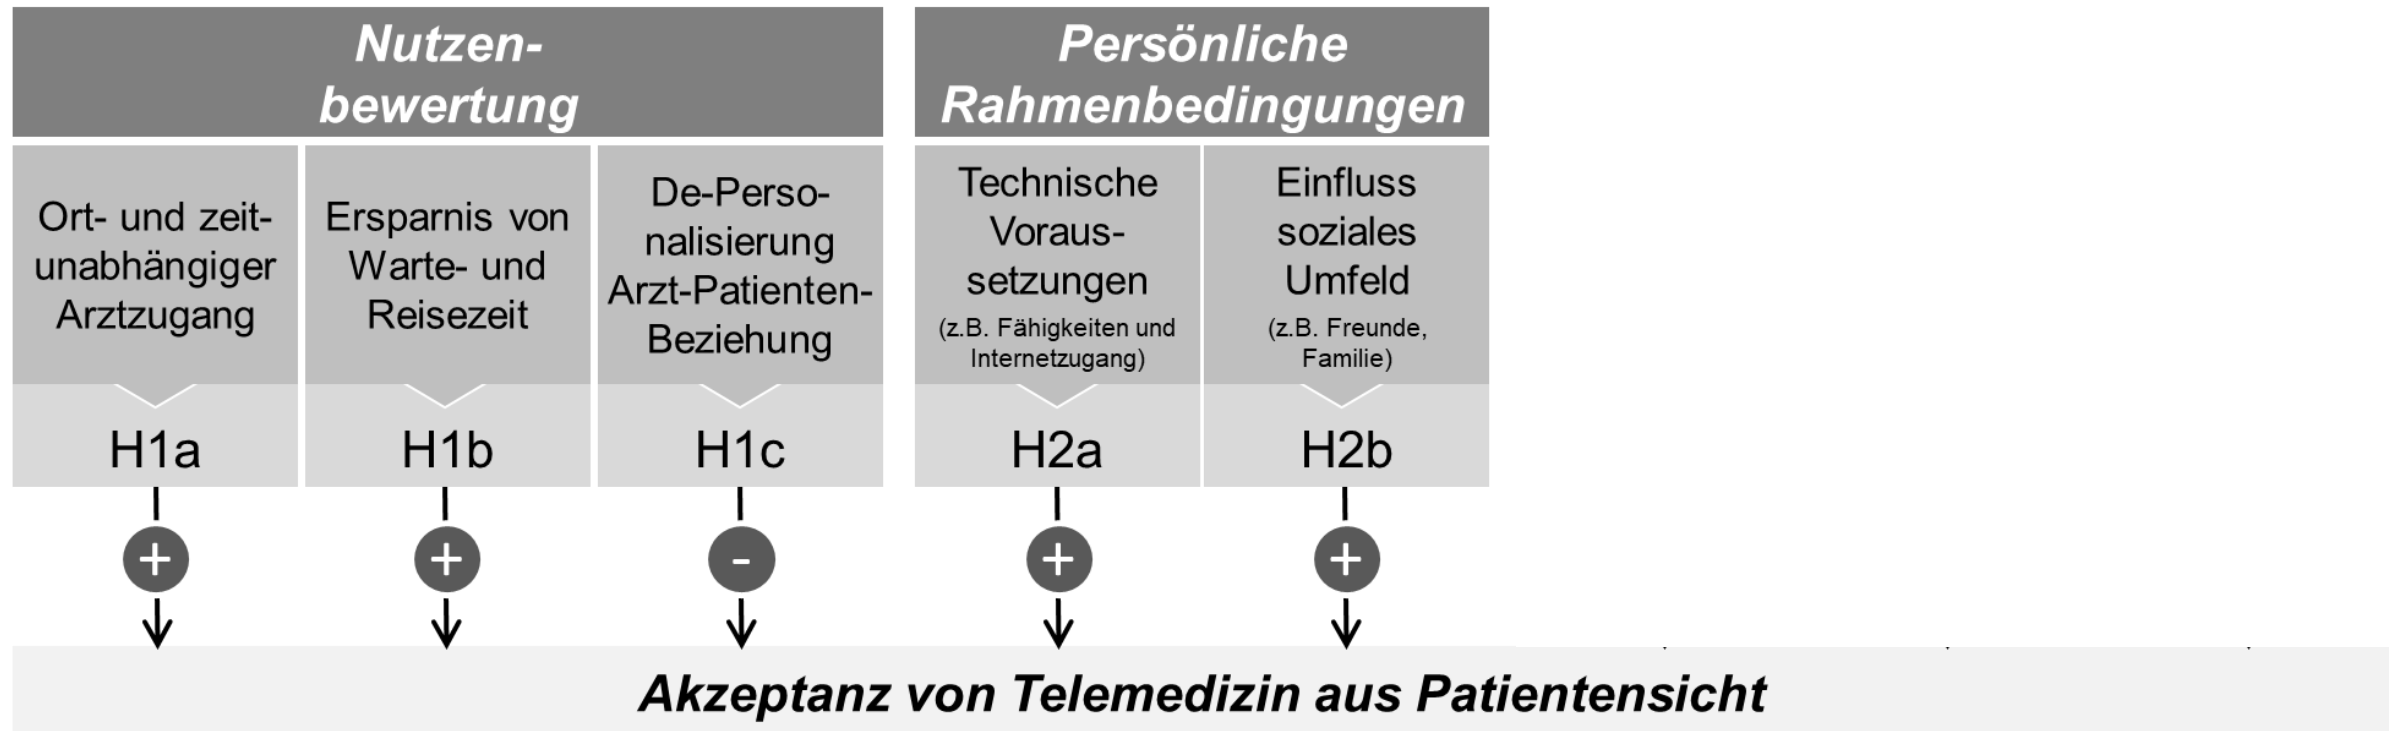 Nutzen-
bewertung
Persönliche
Rahmenbedingungen
Ort- und zeit-
unabhängiger
Arztzugang
Ersparnis von
Warte- und
Reisezeit
De-Perso-
nalisierung
Arzt-Patienten-
Beziehung
Technische
Voraus-
setzungen
(z.B. Fähigkeiten und
Internetzugang)
Einfluss
soziales
Umfeld
(z.B. Freunde,
Familie)
H1a
H1b
H1c
H2a
H2b
+
+
-
+
+
Akzeptanz von Telemedizin aus Patientensicht